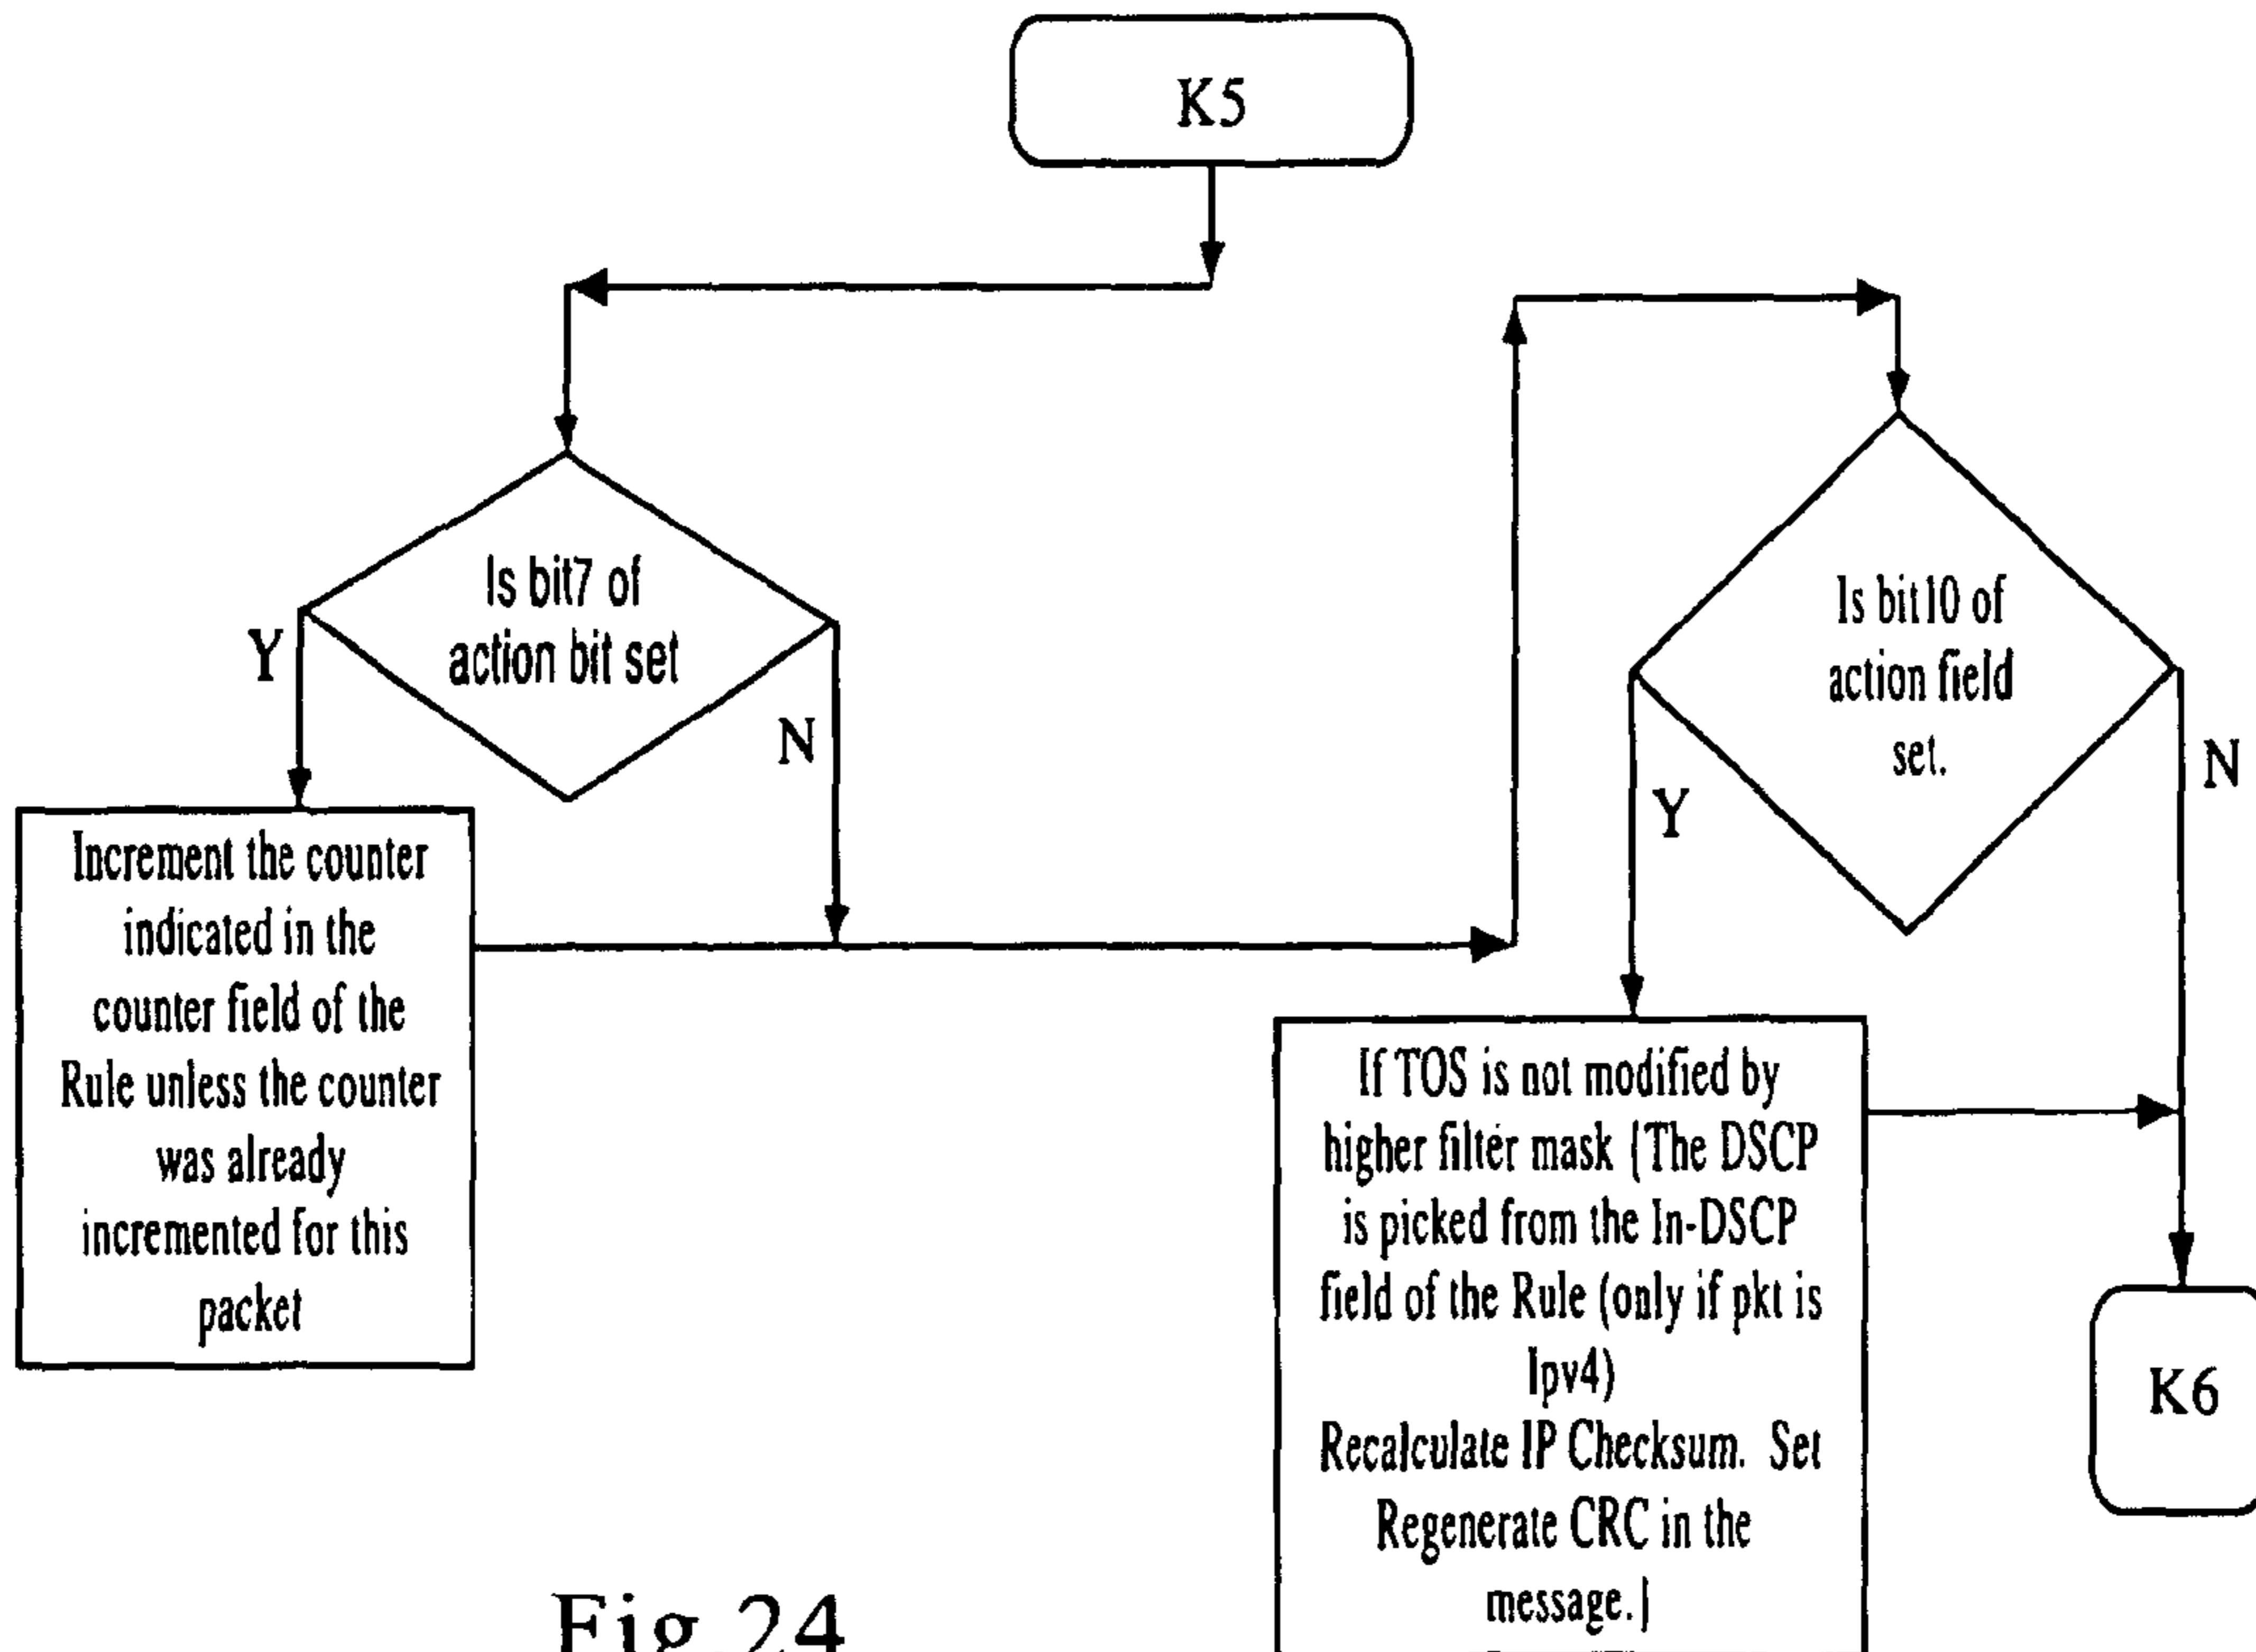 K5
Is bit7 of
action bit set
Y
N
Increment the counter
indicated in the
counter field of the
Rule unless the counter
was already
incremented for this
packet
Is bit10 of
action field
set.
Y
N
If TOS is not modified by
higher filter mask {The DSCP
is picked from the In-DSCP
field of the Rule (only if pkt is
Ipv4)
Recalculate IP Checksum. Set
Regenerate CRC in the
message.}
K6
Fig.24